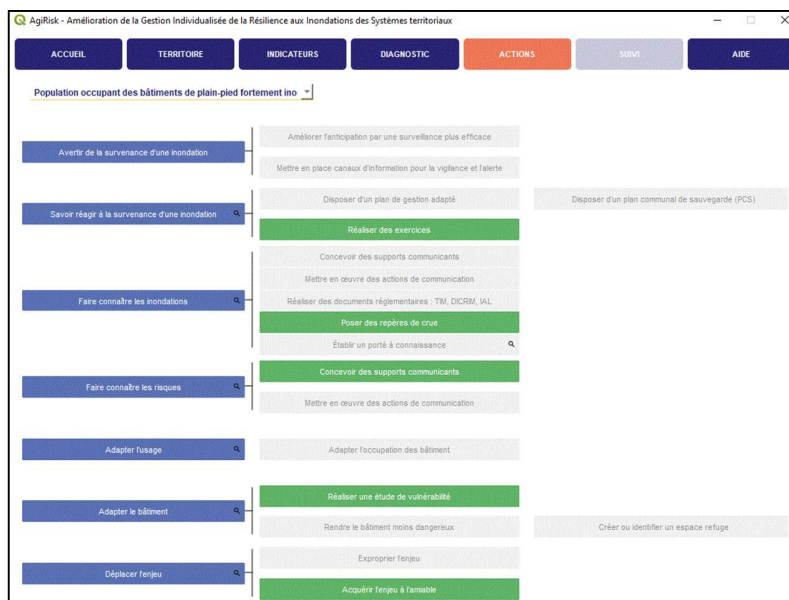 AgiRisk - Amélioration de la Gestion Individualisée de la Résilience aux Inondations des Systèmes territoriaux
ACCUEIL TERRITOIRE INDICATEURS DIAGNOSTIC ACTIONS SUIVI AIDE
Population occupant des bâtiments de plain-pied fortement ino
Améliorer l'anticipation par une surveillance plus efficace
Avertir de la survenance d'une inondation
Mettre en place canaux d'information pour la vigilance et l'alerte
Disposer d'un plan de gestion adapté Disposer d'un plan communal de sauvegarde (PCS)
Savoir réagir à la survenance d'une inondation
Réaliser des exercices
Concevoir des supports communicants
Mettre en œuvre des actions de communication
Faire connaître les inondations Réaliser des documents réglementaires : TIM, DICRIM, IAL
Poser des repères de crue
Établir un porté à connaissance
Concevoir des supports communicants
Faire connaître les risques
Mettre en œuvre des actions de communication
Adapter l'usage Adapter l'occupation des bâtiment
Réaliser une étude de vulnérabilité
Adapter le bâtiment
Rendre le bâtiment moins dangereux Créer ou identifier un espace refuge
Exproprier l'enjeu
Déplacer l'enjeu
Acquérir l'enjeu à l'amiable